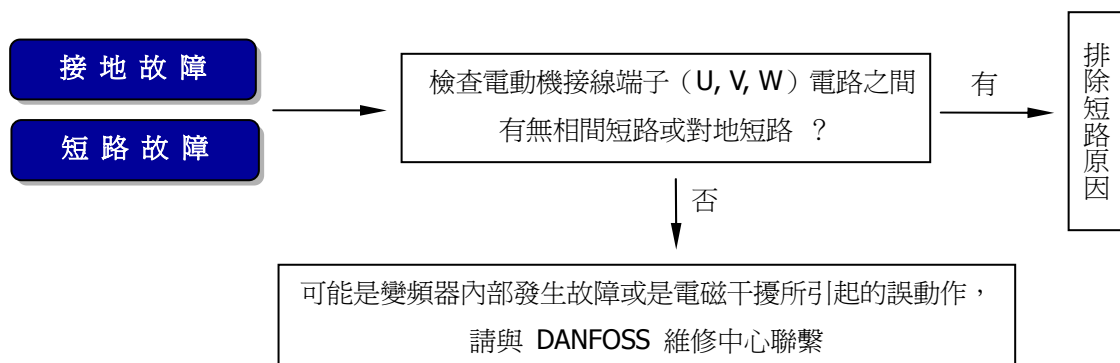 接地故障
短路故障
檢查電動機接線端子（U, V, W）電路之間
有無相間短路或對地短路 ？
有
排除短路原因
否
可能是變頻器內部發生故障或是電磁干擾所引起的誤動作，
請與 DANFOSS 維修中心聯繫